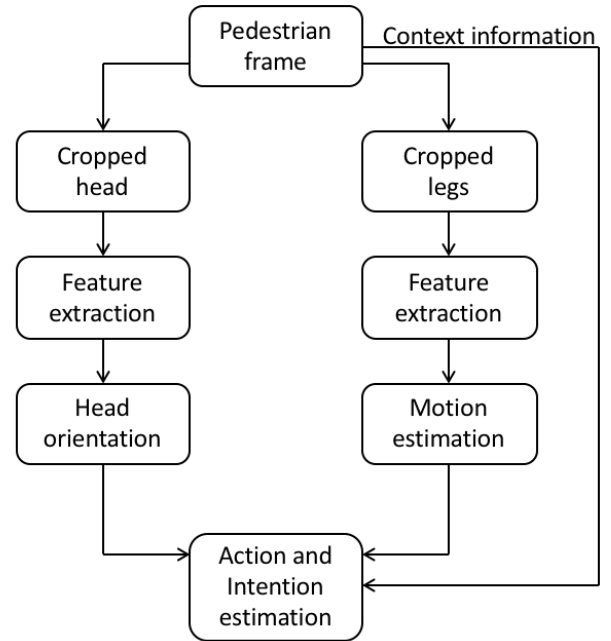 Pedestrian
frame
Context information
Cropped
head
Cropped
legs
Feature
extraction
Feature
extraction
Head
orientation
Motion
estimation
Action and
Intention
estimation